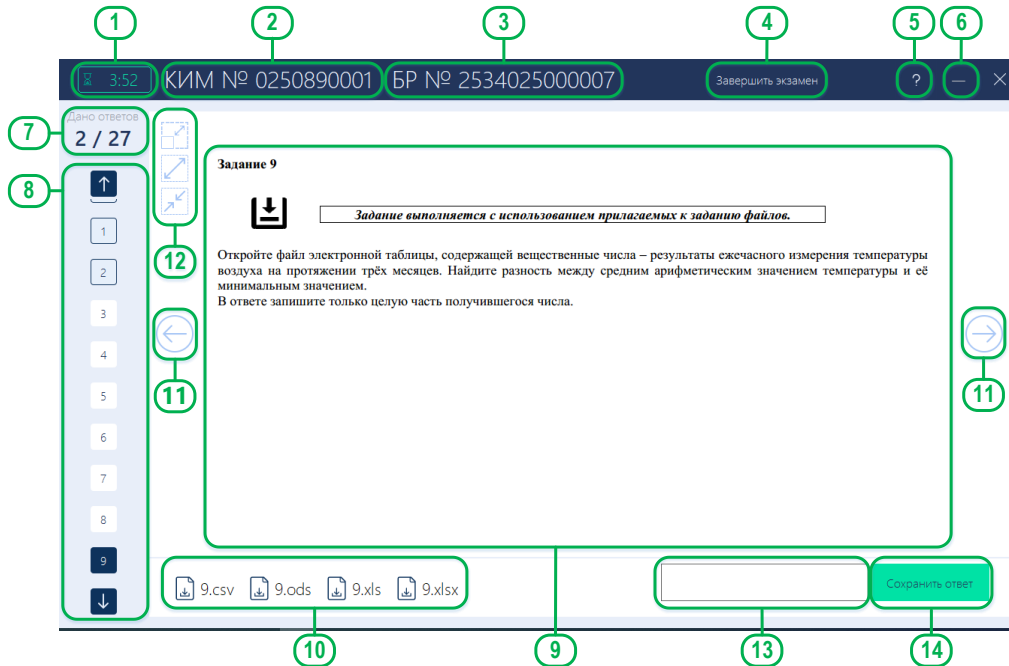 1
2
3
4
5
6
3:52
КИМ № 0250890001
БР № 2534025000007
Завершить экзамен
?
7
Дано ответов
2 / 27
8
1
2
3
4
5
6
7
8
9
12
11
11
Задание 9
Задание выполняется с использованием прилагаемых к заданию файлов.
Откройте файл электронной таблицы, содержащей вещественные числа – результаты ежечасного измерения температуры
воздуха на протяжении трёх месяцев. Найдите разность между средним арифметическим значением температуры и её
минимальным значением.
В ответе запишите только целую часть получившегося числа.
9.csv
9.ods
9.xls
9.xlsx
Сохранить ответ
10
9
13
14